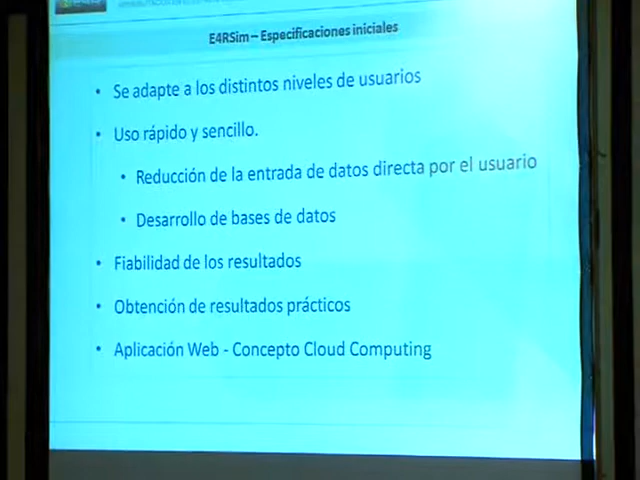 E4RSim – Especificaciones iniciales
• Se adapte a los distintos niveles de usuarios
• Uso rápido y sencillo.
• Reducción de la entrada de datos directa por el usuario
• Desarrollo de bases de datos
• Fiabilidad de los resultados
• Obtención de resultados prácticos
• Aplicación Web - Concepto Cloud Computing